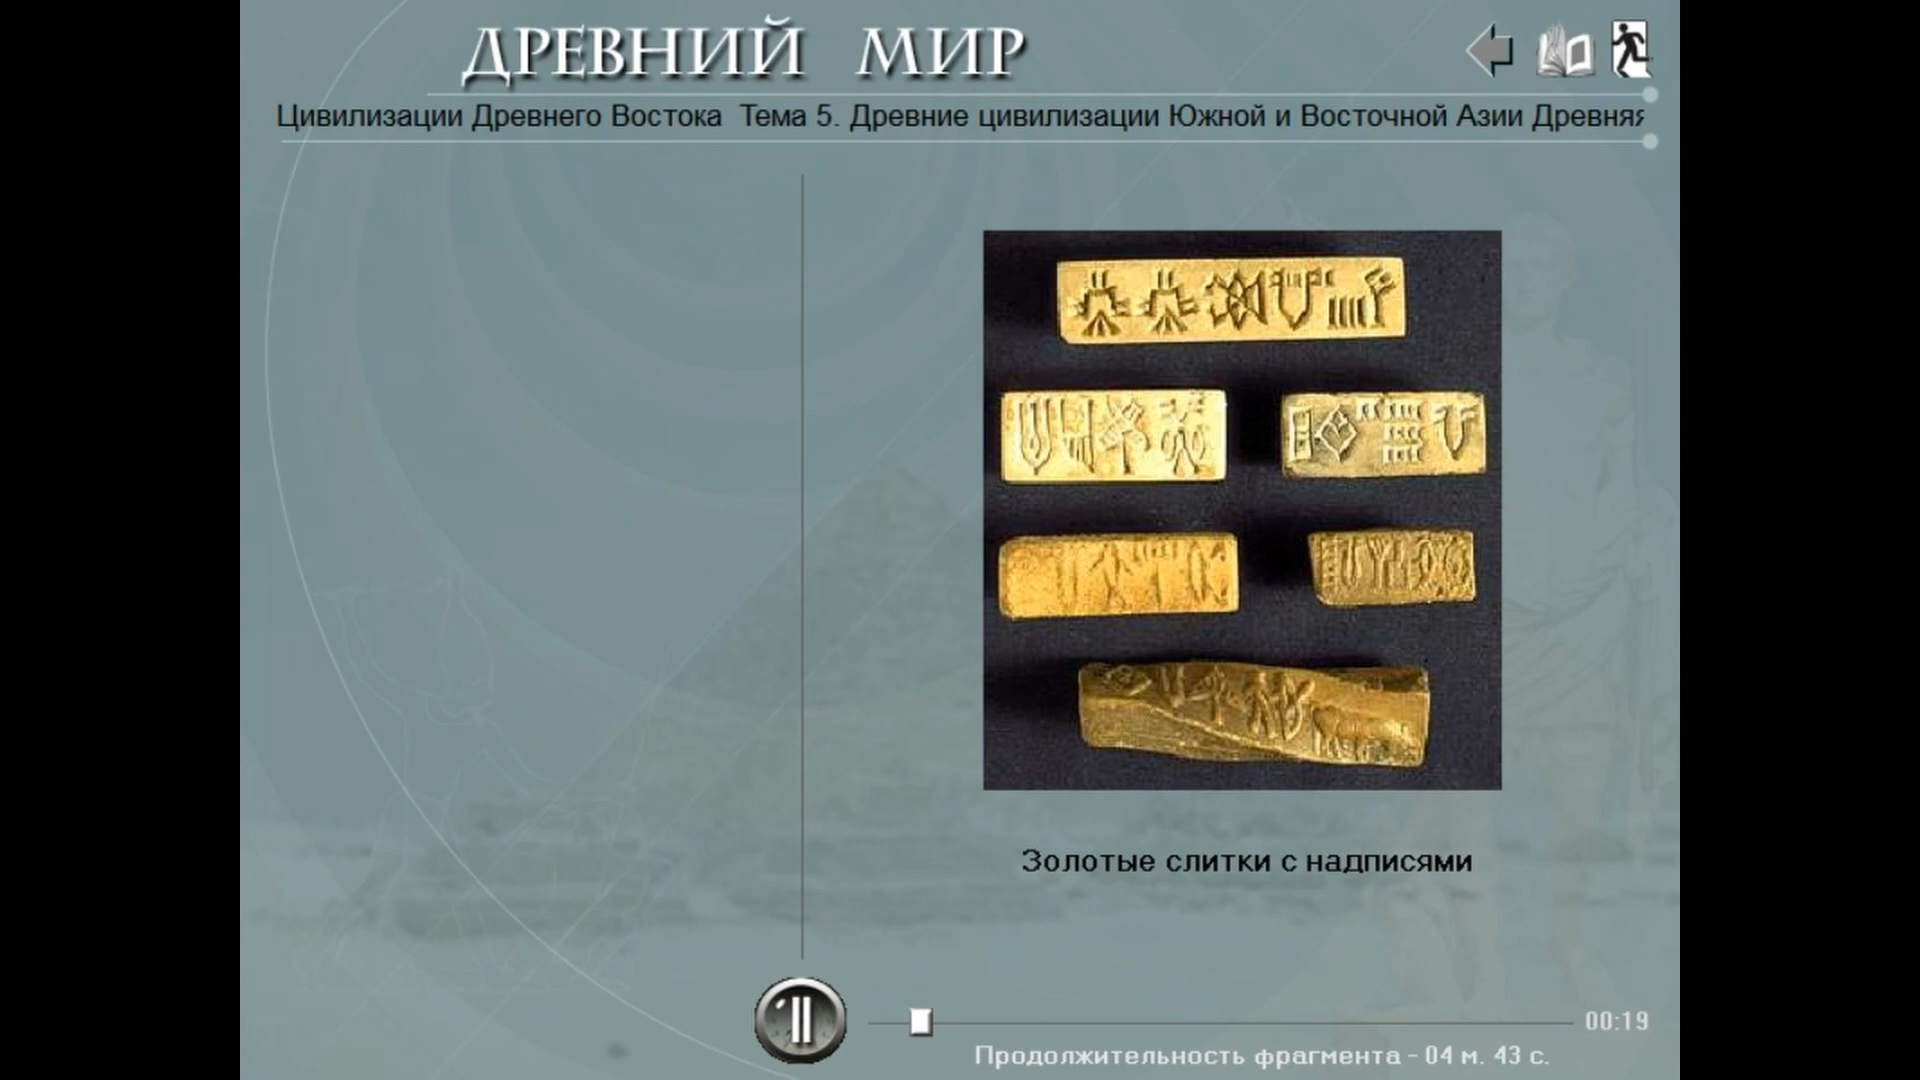 ДРЕВНИЙ МИР
Цивилизации Древнего Востока Тема 5. Древние цивилизации Южной и Восточной Азии Древняя
Золотые слитки с надписями
00:19
Продолжительность фрагмента - 04 м. 43 с.